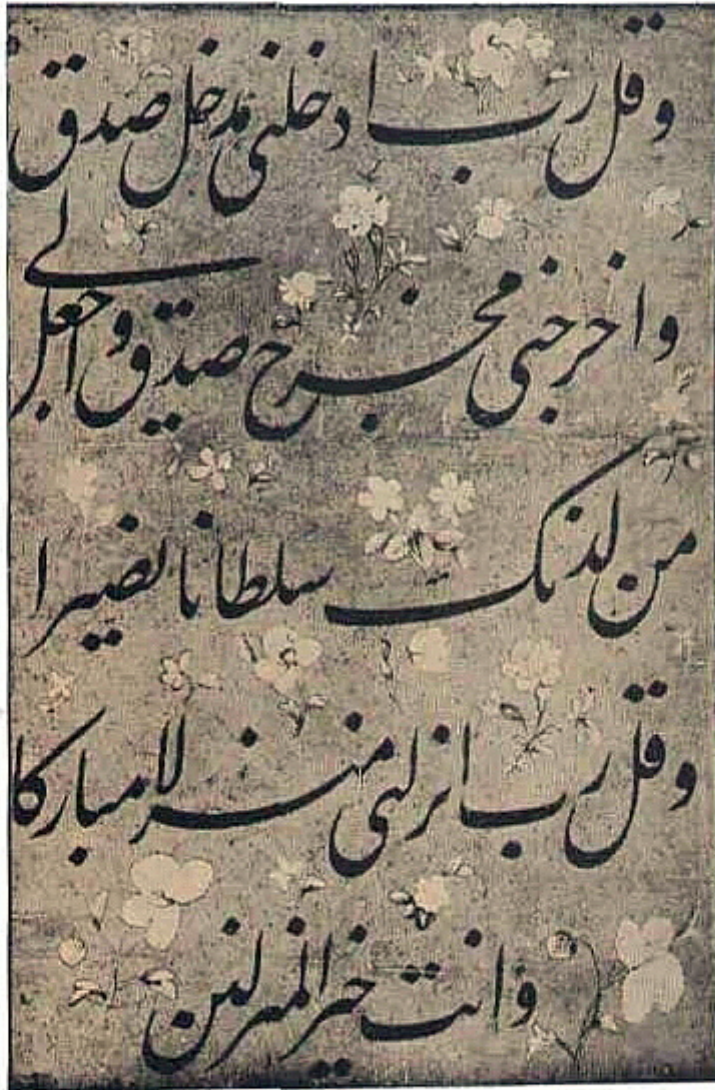 وقل رب ادخلنی مدخل صدق
واخرجنی مخرج صدق واجعل لی
من لدنک سلطانا نصیرا
وقل رب انزلنی منزلا مبارکا
وانت خیر المنزلین